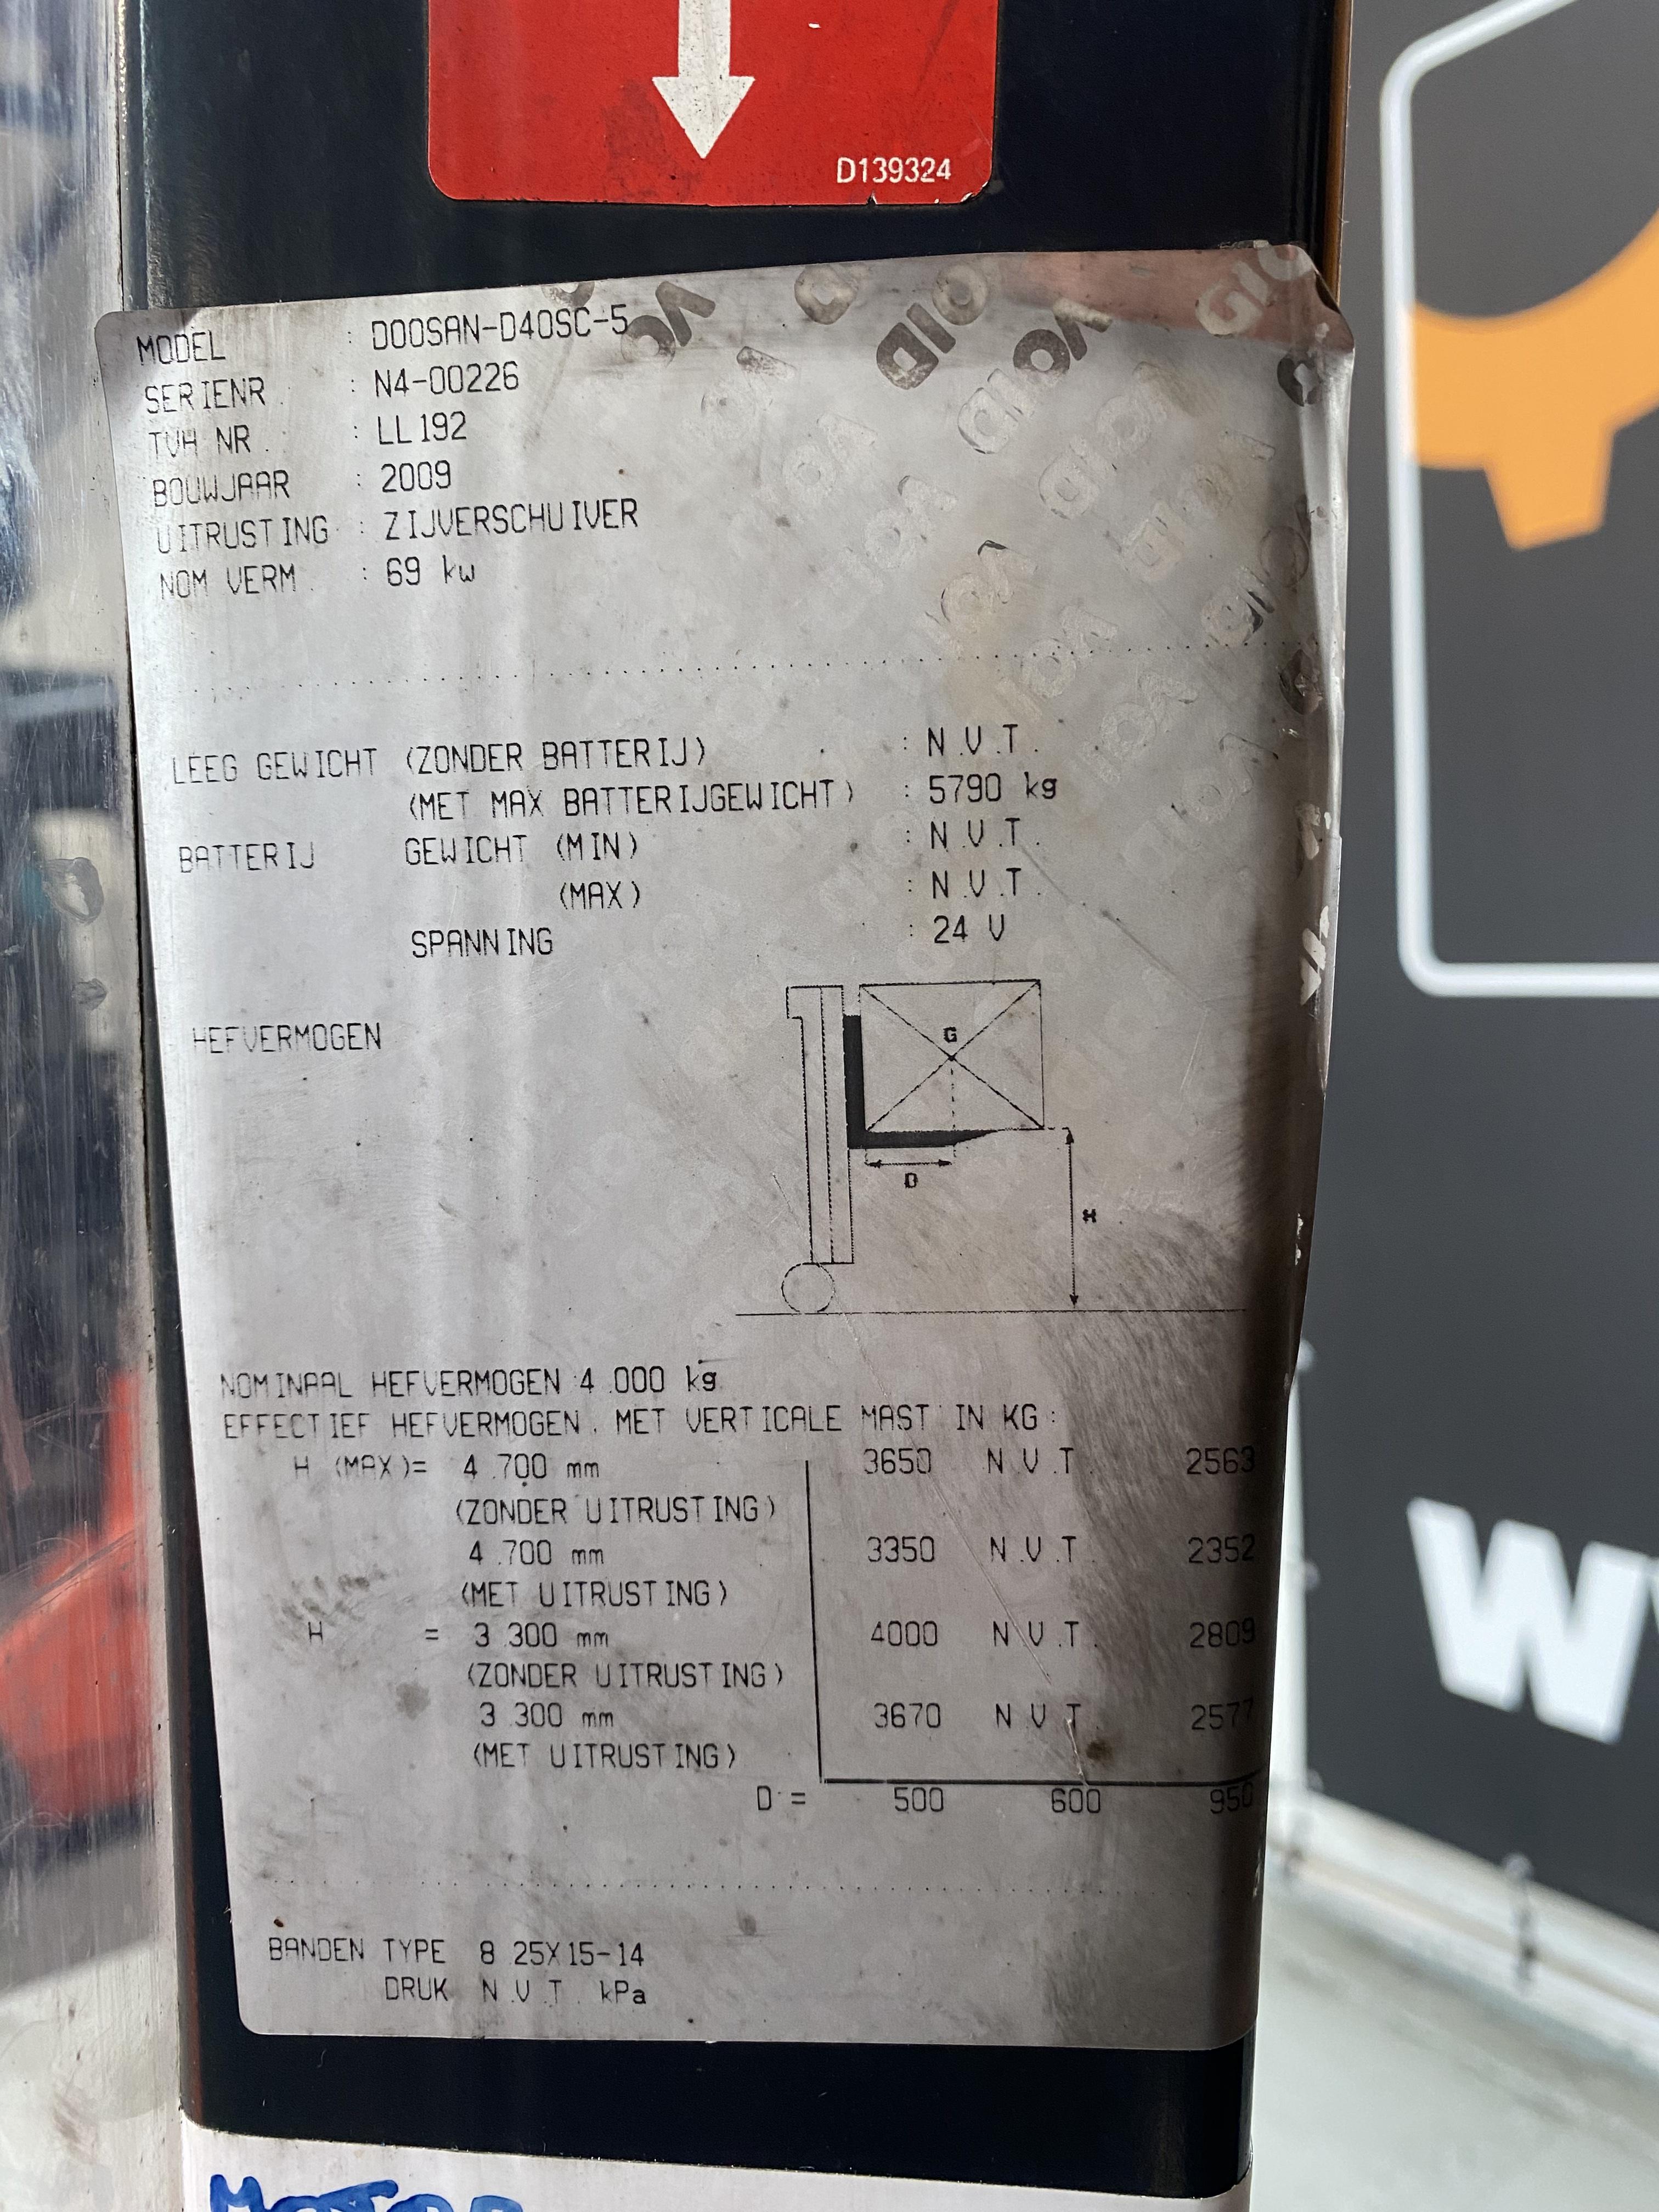 D139324
MODEL : DOOSAN-D40SC-5
SERIENR. : N4-00226
TVH NR. : LL192
BOUWJAAR : 2009
UITRUSTING : ZIJVERSCHUIVER
NOM VERM. : 69 kw
LEEG GEWICHT (ZONDER BATTERIJ) : N.V.T.
(MET MAX BATTERIJGEWICHT) : 5790 kg
BATTERIJ GEWICHT (MIN) : N.V.T.
(MAX) : N.V.T.
SPANNING : 24 V
HEFVERMOGEN
G
D
H
NOMINAAL HEFVERMOGEN 4.000 kg
EFFECTIEF HEFVERMOGEN, MET VERTICALE MAST IN KG:
H (MAX)= 4.700 mm 3650 N.V.T. 2563
(ZONDER UITRUSTING)
4.700 mm 3350 N.V.T. 2352
(MET UITRUSTING)
H = 3.300 mm 4000 N.V.T. 2809
(ZONDER UITRUSTING)
3.300 mm 3670 N.V.T. 2577
(MET UITRUSTING)
D = 500 600 950
BANDEN TYPE 8.25X15-14
DRUK N.V.T. kPa
W
MOTOR